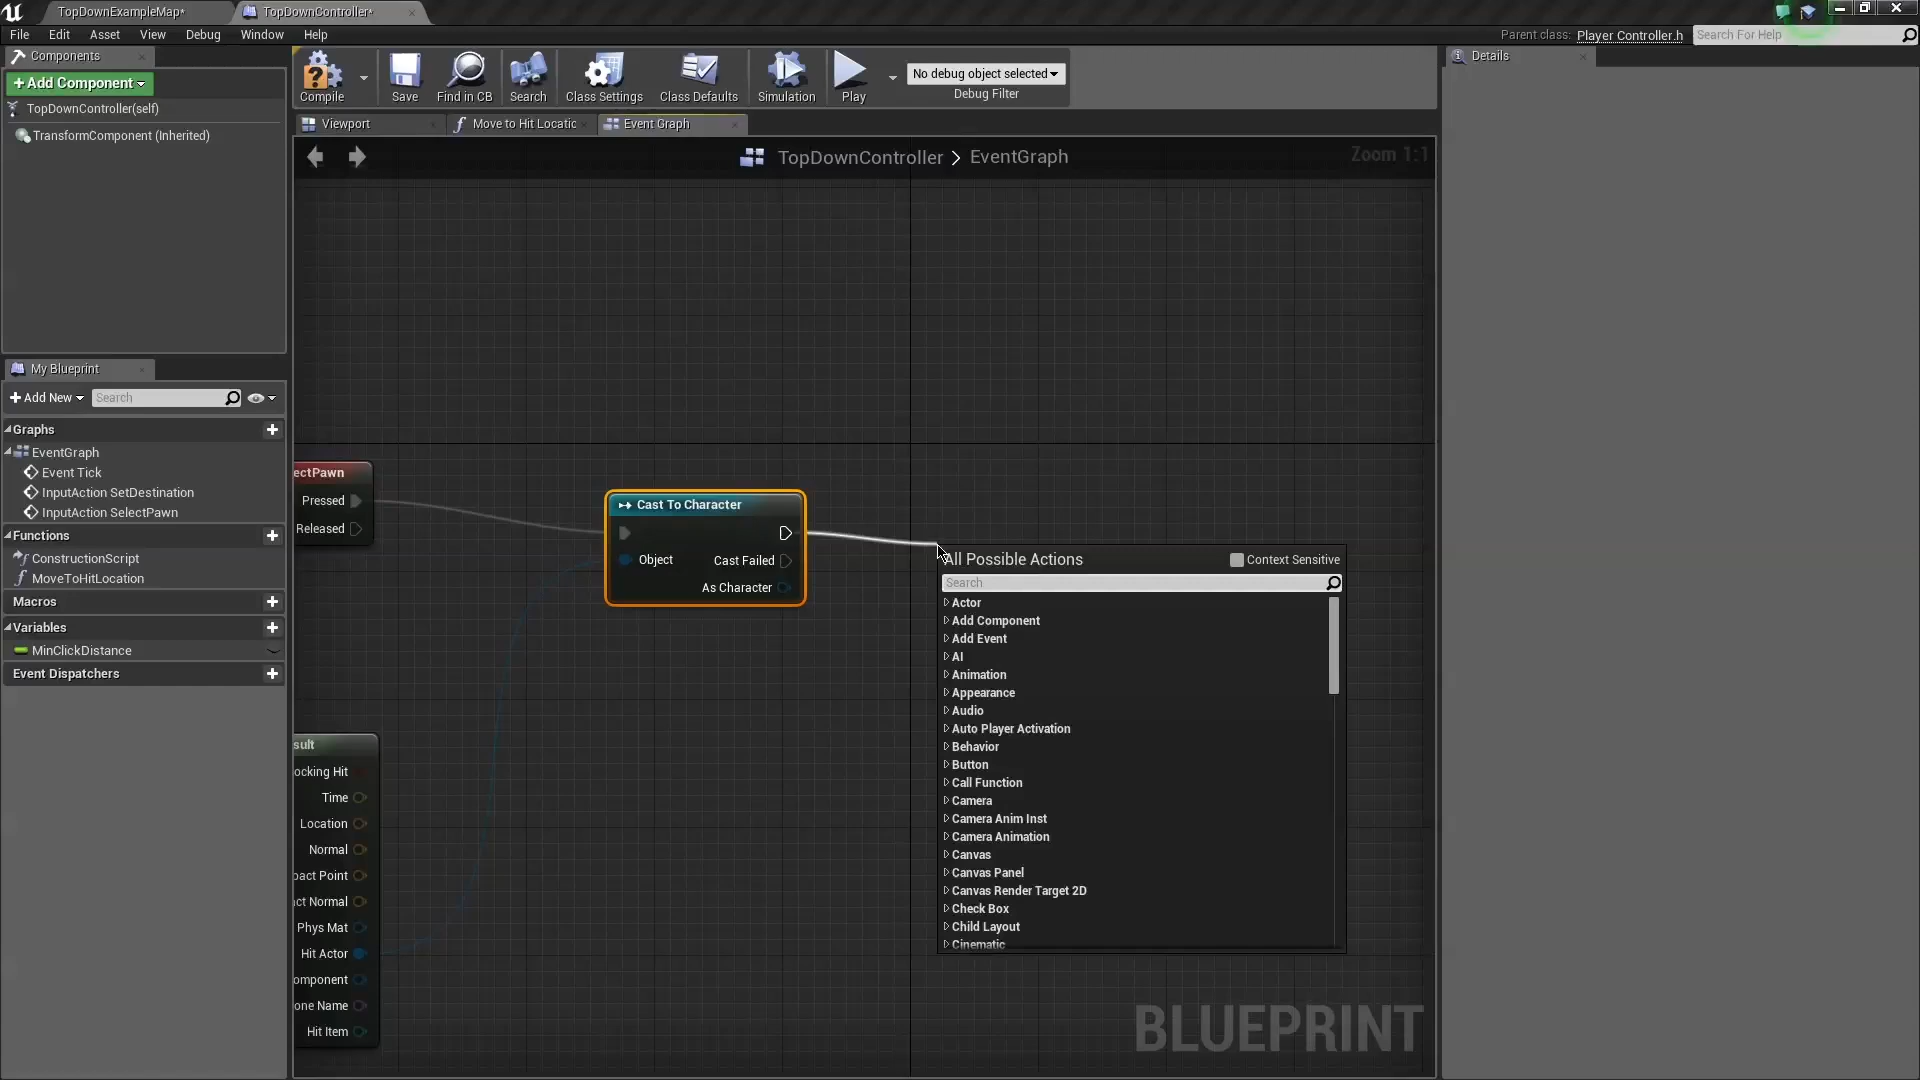 TopDownExampleMap*
TopDownController*
File Edit Asset View Debug Window Help
Parent class: Player Controller.h
Search For Help
Components
+Add Component
TopDownController(self)
TransformComponent (Inherited)
Compile
Save
Find in CB
Search
Class Settings
Class Defaults
Simulation
Play
No debug object selected
Debug Filter
Details
Viewport
Move to Hit Locatic
Event Graph
TopDownController > EventGraph
Zoom 1:1
My Blueprint
+Add New
Search
Graphs
EventGraph
Event Tick
InputAction SetDestination
InputAction SelectPawn
Functions
ConstructionScript
MoveToHitLocation
Macros
Variables
MinClickDistance
Event Dispatchers
ectPawn
Pressed
Released
Cast To Character
Object
Cast Failed
As Character
sult
ocking Hit
Time
Location
Normal
pact Point
ct Normal
Phys Mat
Hit Actor
omponent
one Name
Hit Item
All Possible Actions
Context Sensitive
Search
Actor
Add Component
Add Event
AI
Animation
Appearance
Audio
Auto Player Activation
Behavior
Button
Call Function
Camera
Camera Anim Inst
Camera Animation
Canvas
Canvas Panel
Canvas Render Target 2D
Check Box
Child Layout
Cinematic
BLUEPRINT